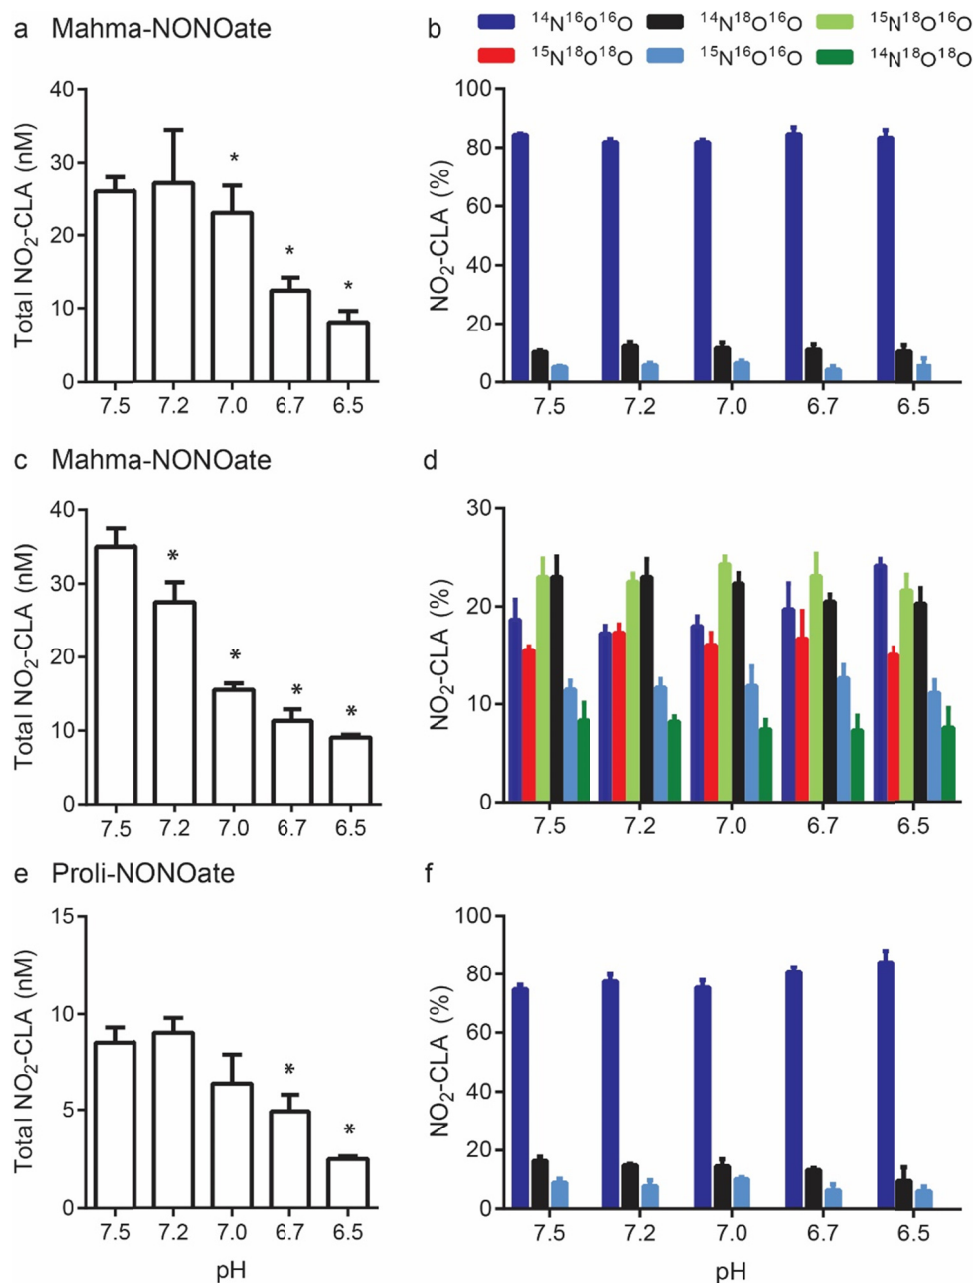 a Mahma-NONOate
Total NO₂-CLA (nM)
40
30
20
10
0
* * *
7.5 7.2 7.0 6.7 6.5
b
¹⁴N¹⁶O¹⁶O ¹⁴N¹⁸O¹⁶O ¹⁵N¹⁸O¹⁶O
¹⁵N¹⁸O¹⁸O ¹⁵N¹⁶O¹⁶O ¹⁴N¹⁸O¹⁸O
NO₂-CLA (%)
100
80
60
40
20
0
7.5 7.2 7.0 6.7 6.5
c Mahma-NONOate
Total NO₂-CLA (nM)
40
30
20
10
0
* * * *
7.5 7.2 7.0 6.7 6.5
d
NO₂-CLA (%)
30
20
10
0
7.5 7.2 7.0 6.7 6.5
e Proli-NONOate
Total NO₂-CLA (nM)
15
10
5
0
* *
7.5 7.2 7.0 6.7 6.5
pH
f
NO₂-CLA (%)
100
80
60
40
20
0
7.5 7.2 7.0 6.7 6.5
pH